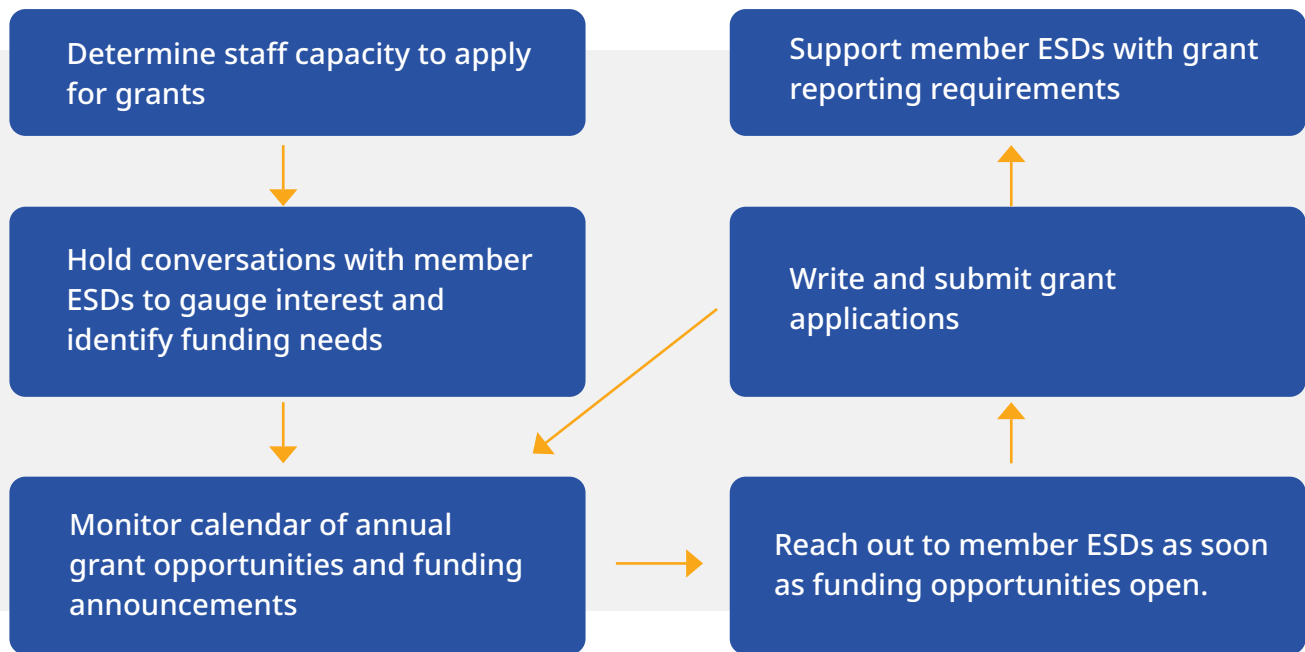 Determine staff capacity to apply
for grants
Hold conversations with member
ESDs to gauge interest and
identify funding needs
Monitor calendar of annual
grant opportunities and funding
announcements
Reach out to member ESDs as soon
as funding opportunities open.
Write and submit grant
applications
Support member ESDs with grant
reporting requirements